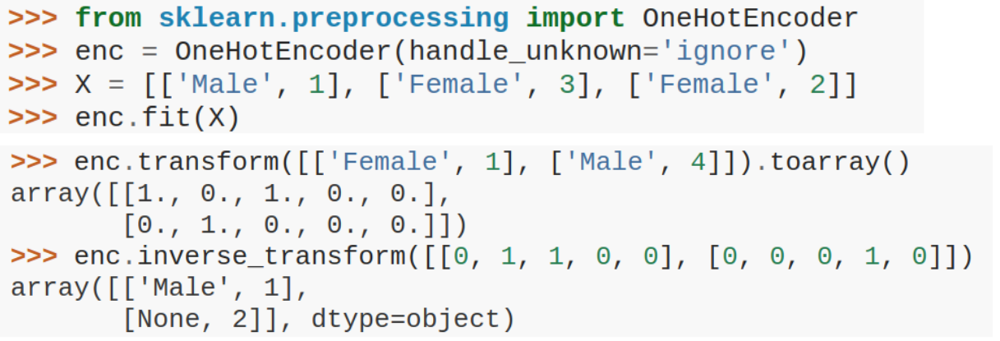 >>> from sklearn.preprocessing import OneHotEncoder
>>> enc = OneHotEncoder(handle_unknown='ignore')
>>> X = [['Male', 1], ['Female', 3], ['Female', 2]]
>>> enc.fit(X)
>>> enc.transform([['Female', 1], ['Male', 4]]).toarray()
array([[1., 0., 1., 0., 0.],
       [0., 1., 0., 0., 0.]])
>>> enc.inverse_transform([[0, 1, 1, 0, 0], [0, 0, 0, 1, 0]])
array([['Male', 1],
       [None, 2]], dtype=object)